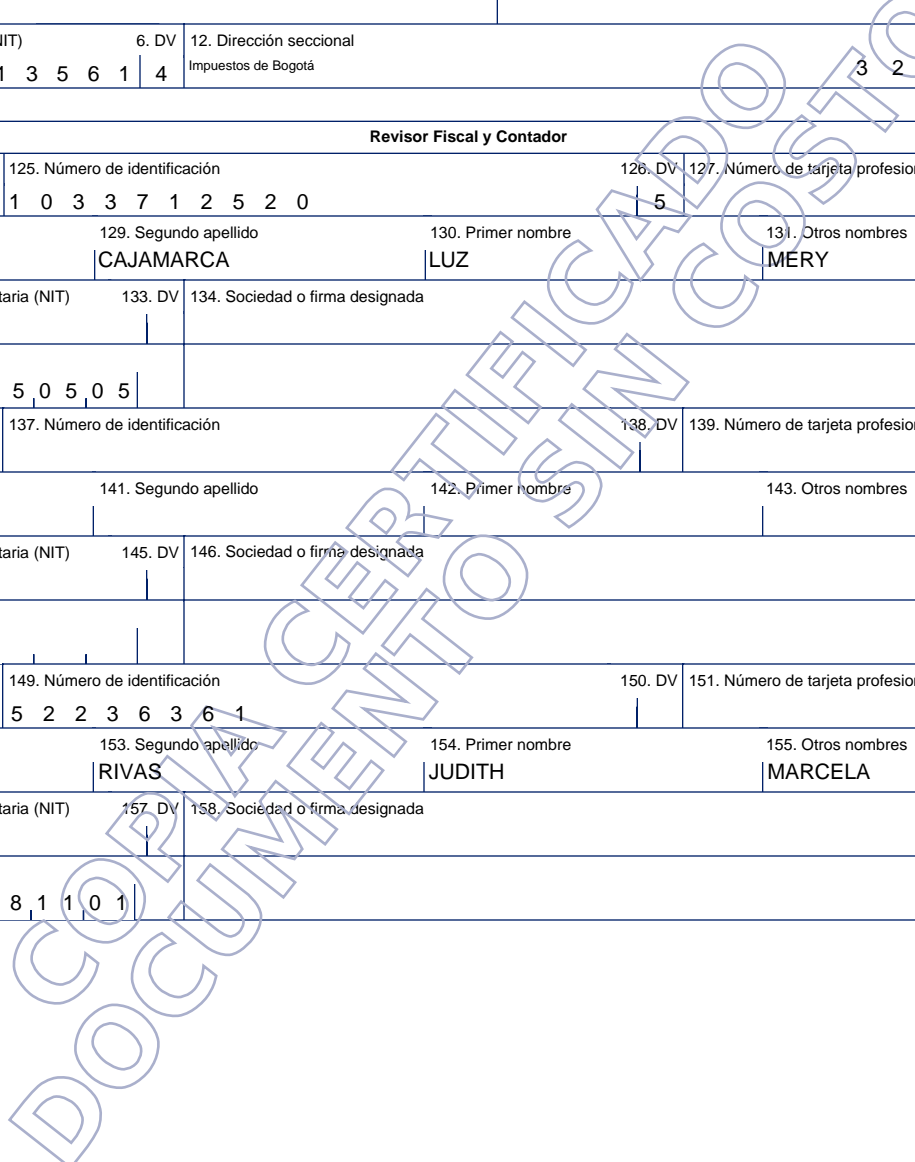 NIT) 6. DV 12. Dirección seccional
1 3 5 6 1 4 Impuestos de Bogotá 3 2
Revisor Fiscal y Contador
125. Número de identificación 126. DV 127. Número de tarjeta profesion
1 0 3 3 7 1 2 5 2 0 5
129. Segundo apellido 130. Primer nombre 131. Otros nombres
CAJAMARCA LUZ MERY
taria (NIT) 133. DV 134. Sociedad o firma designada
5 0 5 0 5
137. Número de identificación 138. DV 139. Número de tarjeta profesion
141. Segundo apellido 142. Primer nombre 143. Otros nombres
taria (NIT) 145. DV 146. Sociedad o firma designada
149. Número de identificación 150. DV 151. Número de tarjeta profesion
5 2 2 3 6 3 6 1
153. Segundo apellido 154. Primer nombre 155. Otros nombres
RIVAS JUDITH MARCELA
taria (NIT) 157. DV 158. Sociedad o firma designada
8 1 1 0 1
COPIA CERTIFICADO
DOCUMENTO SIN COSTO